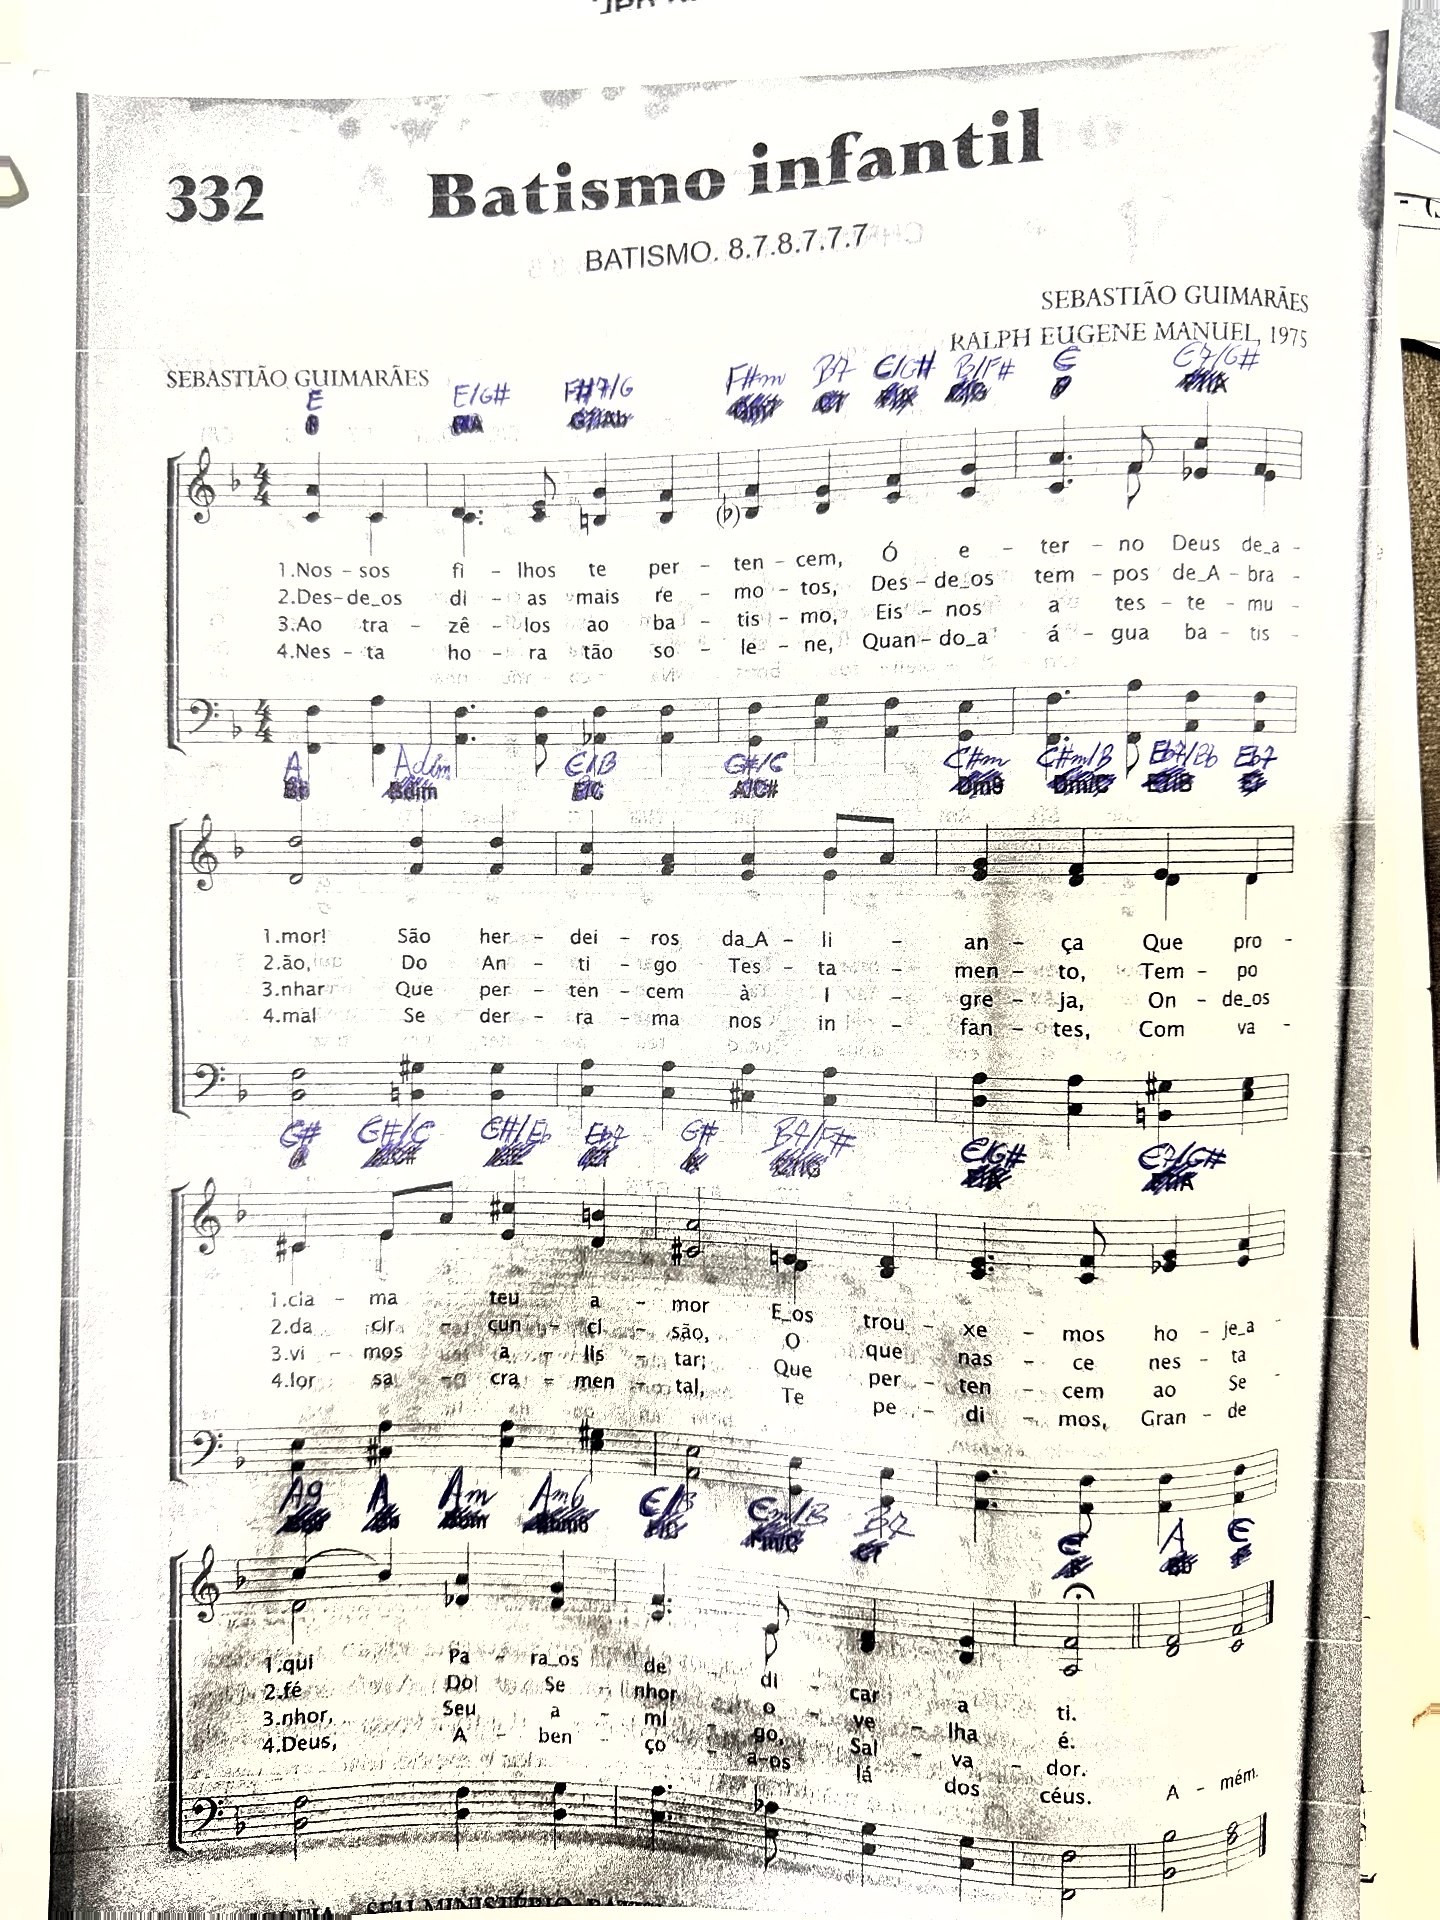 332 Batismo infantil
BATISMO. 8.7.8.7.7.7
SEBASTIÃO GUIMARÃES
RALPH EUGENE MANUEL, 1975
SEBASTIÃO GUIMARÃES
E E/G# F#7/G F#m B7 E/G# B/F# E E7/G#
1.Nos - sos fi - lhos te per - ten - cem, Ó e - ter - no Deus de_a -
2.Des-de_os di - as mais re - mo - tos, Des - de_os tem - pos de_A - bra -
3.Ao tra - zê - los ao ba - tis - mo, Eis - nos a tes - te - mu -
4.Nes - ta ho - ra tão so - le - ne, Quan - do_a á - gua ba - tis -
A Adim E/B G#/C C#m C#m/B Eb7/Bb Eb7
1.mor! São her - dei - ros da_A - li - an - ça Que pro -
2.ão, Do An - ti - go Tes - ta - men - to, Tem - po
3.nhar Que per - ten - cem à I - gre - ja, On - de_os
4.mal Se der - ra - ma nos in - fan - tes, Com va -
G# G#/C G#/Eb Eb7 G# B7/F# E/G# E7/G#
1.cla - ma teu a - mor E_os trou - xe - mos ho - je_a -
2.da cir - cun - ci - são, O que nas - ce nes - ta
3.vi - mos a - lis - tar; Que per - ten - cem ao Se -
4.lor sa - cra - men - tal, Te pe - di - mos, Gran - de
A9 A Am Am6 E/B Em/B B7 E A E
1.qui Pa - ra_os de - di - car a ti.
2.fé Do Se - nhor o - ve - lha é.
3.nhor, Seu a - mi - go, Sal - va - dor.
4.Deus, A - ben - ço - a-os lá dos céus. A - mém.